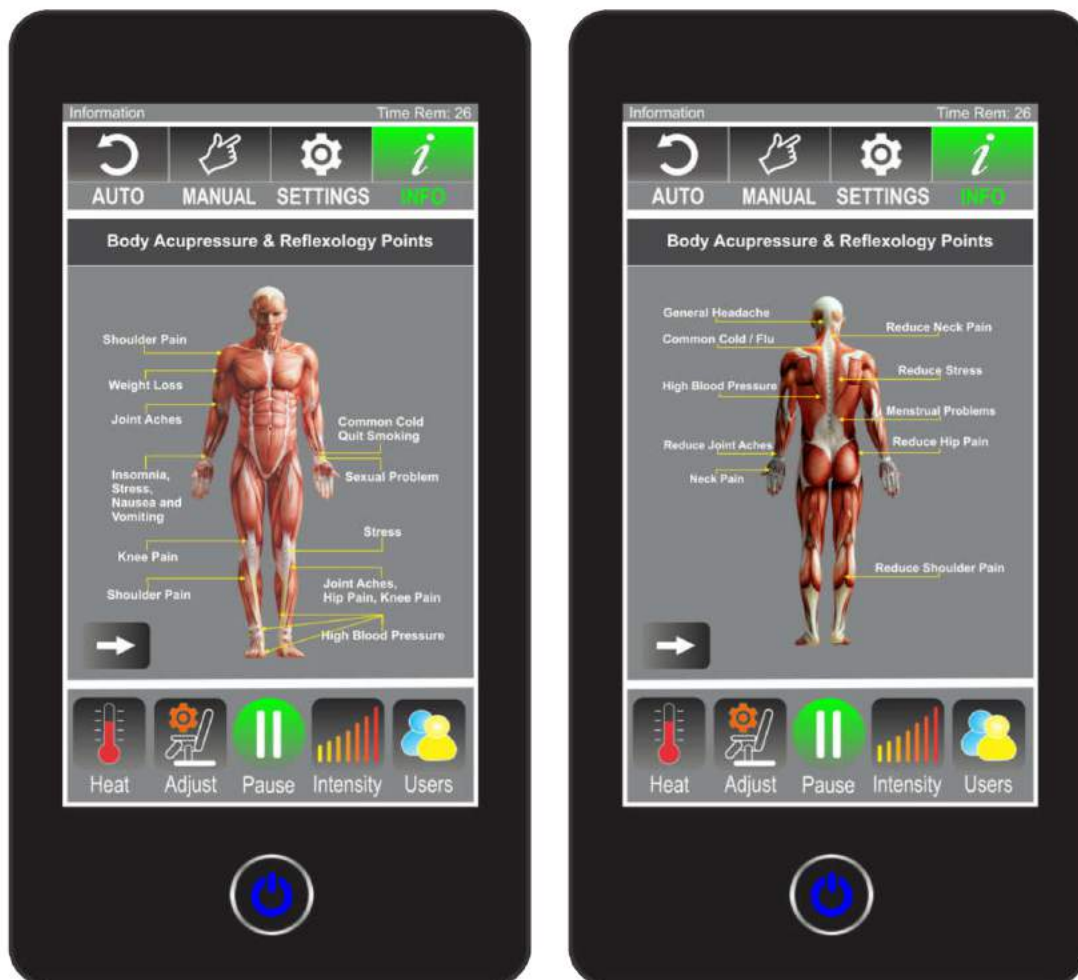 Information Time Rem: 26
AUTO MANUAL SETTINGS INFO
Body Acupressure & Reflexology Points
Shoulder Pain
Weight Loss
Joint Aches
Common Cold
Quit Smoking
Insomnia,
Stress,
Nausea and
Vomiting
Sexual Problem
Stress
Knee Pain
Shoulder Pain
Joint Aches,
Hip Pain, Knee Pain
High Blood Pressure
Heat Adjust Pause Intensity Users
Information Time Rem: 26
AUTO MANUAL SETTINGS INFO
Body Acupressure & Reflexology Points
General Headache
Reduce Neck Pain
Common Cold / Flu
Reduce Stress
High Blood Pressure
Menstrual Problems
Reduce Joint Aches
Reduce Hip Pain
Neck Pain
Reduce Shoulder Pain
Heat Adjust Pause Intensity Users